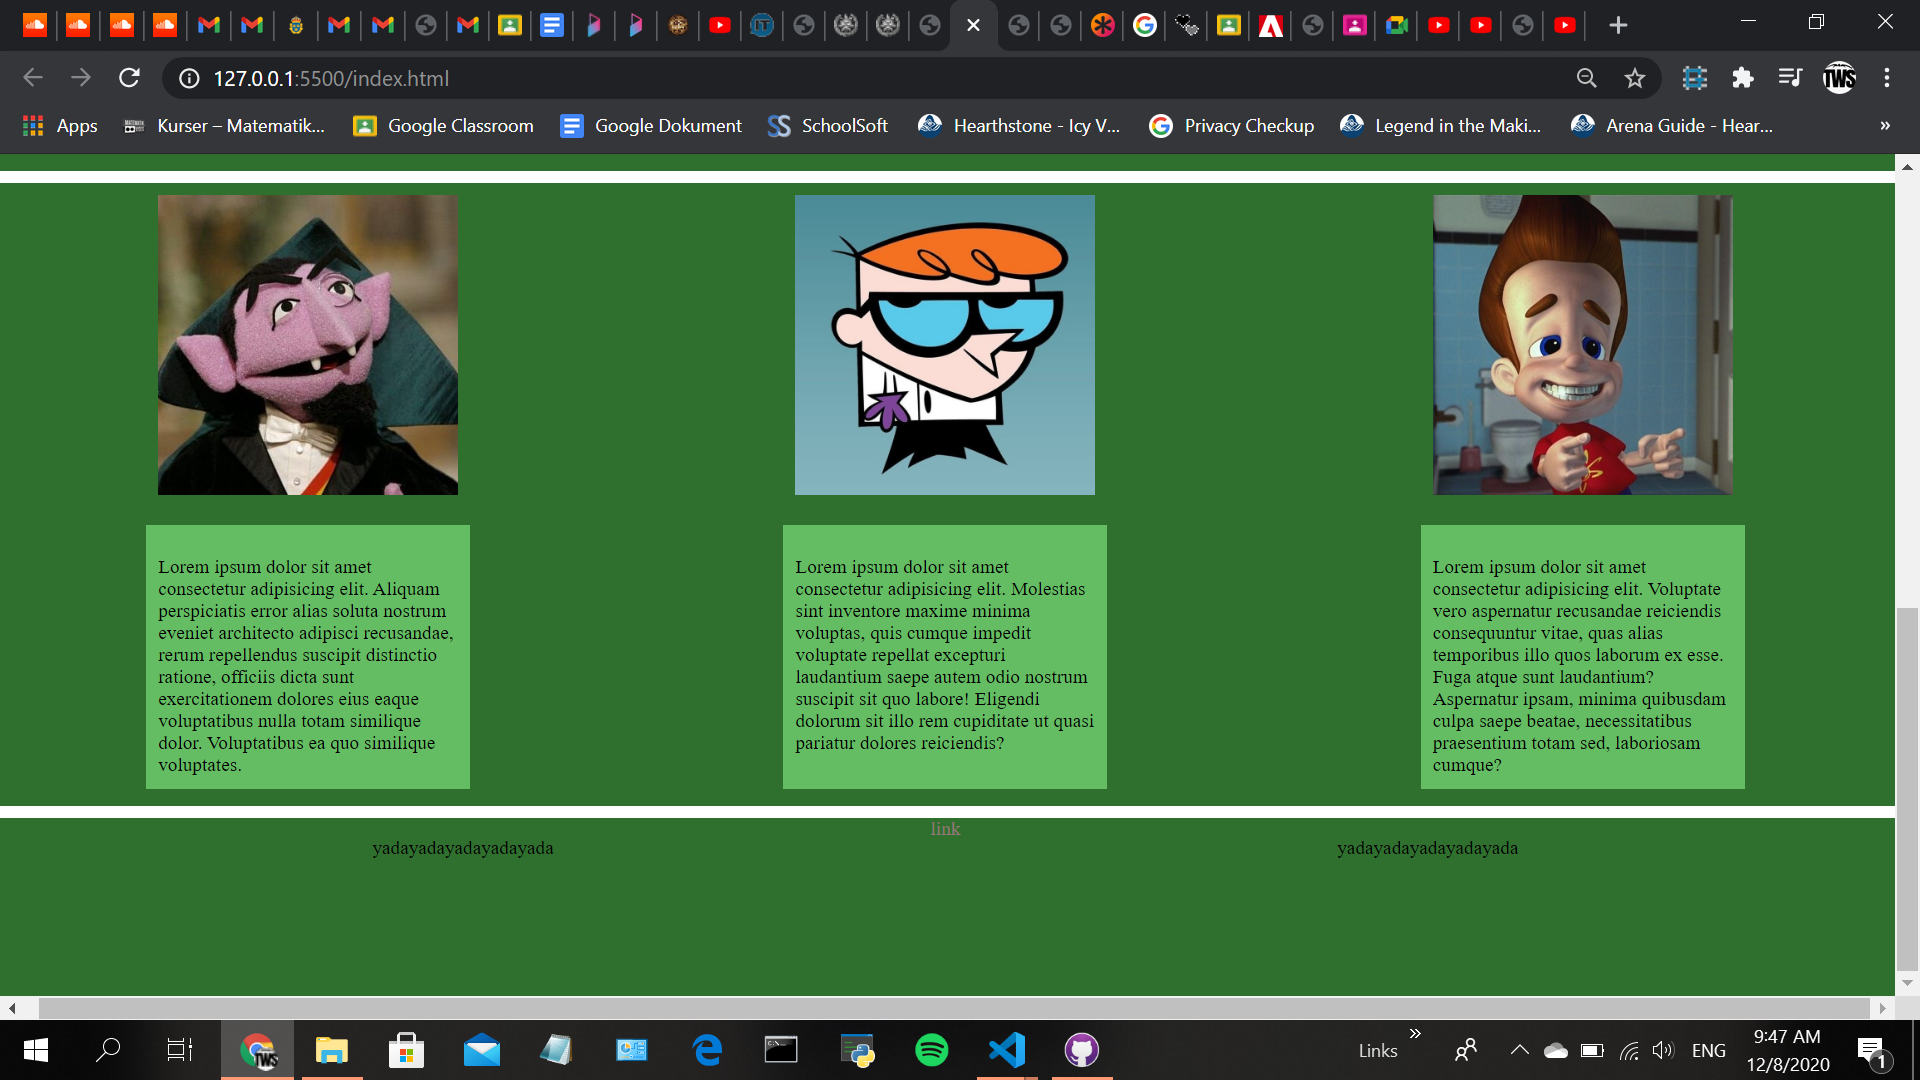 127.0.0.1:5500/index.html
TWS
Apps
Kurser – Matematik...
Google Classroom
Google Dokument
SchoolSoft
Hearthstone - Icy V...
Privacy Checkup
Legend in the Maki...
Arena Guide - Hear...
»
Lorem ipsum dolor sit amet
consectetur adipisicing elit. Aliquam
perspiciatis error alias soluta nostrum
eveniet architecto adipisci recusandae,
rerum repellendus suscipit distinctio
ratione, officiis dicta sunt
exercitationem dolores eius eaque
voluptatibus nulla totam similique
dolor. Voluptatibus ea quo similique
voluptates.
Lorem ipsum dolor sit amet
consectetur adipisicing elit. Molestias
sint inventore maxime minima
voluptas, quis cumque impedit
voluptate repellat excepturi
laudantium saepe autem odio nostrum
suscipit sit quo labore! Eligendi
dolorum sit illo rem cupiditate ut quasi
pariatur dolores reiciendis?
Lorem ipsum dolor sit amet
consectetur adipisicing elit. Voluptate
vero aspernatur recusandae reiciendis
consequuntur vitae, quas alias
temporibus illo quos laborum ex esse.
Fuga atque sunt laudantium?
Aspernatur ipsam, minima quibusdam
culpa saepe beatae, necessitatibus
praesentium totam sed, laboriosam
cumque?
link
yadayadayadayadayada
yadayadayadayadayada
TWS
Links
»
ENG
9:47 AM
12/8/2020
1